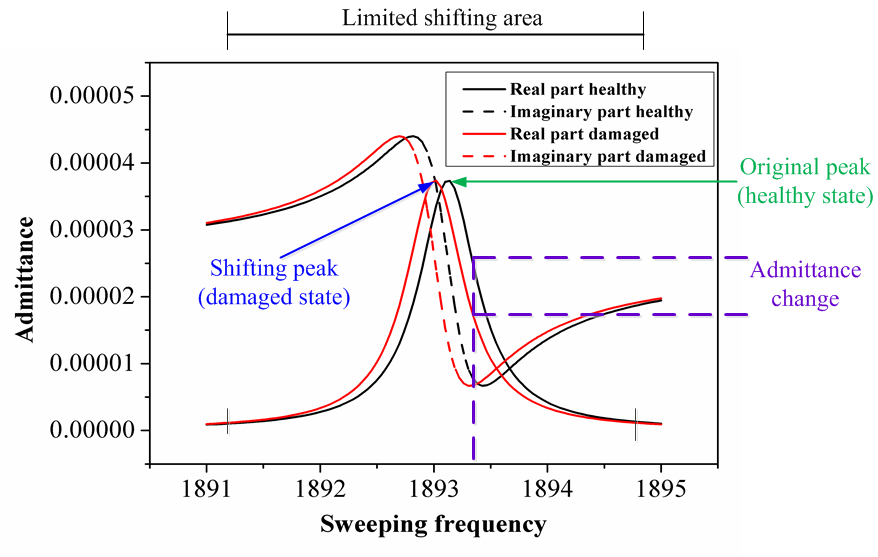 Limited shifting area
0.00005
0.00004
0.00003
0.00002
0.00001
0.00000
Admittance
Real part healthy
Imaginary part healthy
Real part damaged
Imaginary part damaged
Original peak
(healthy state)
Shifting peak
(damaged state)
Admittance
change
1891
1892
1893
1894
1895
Sweeping frequency